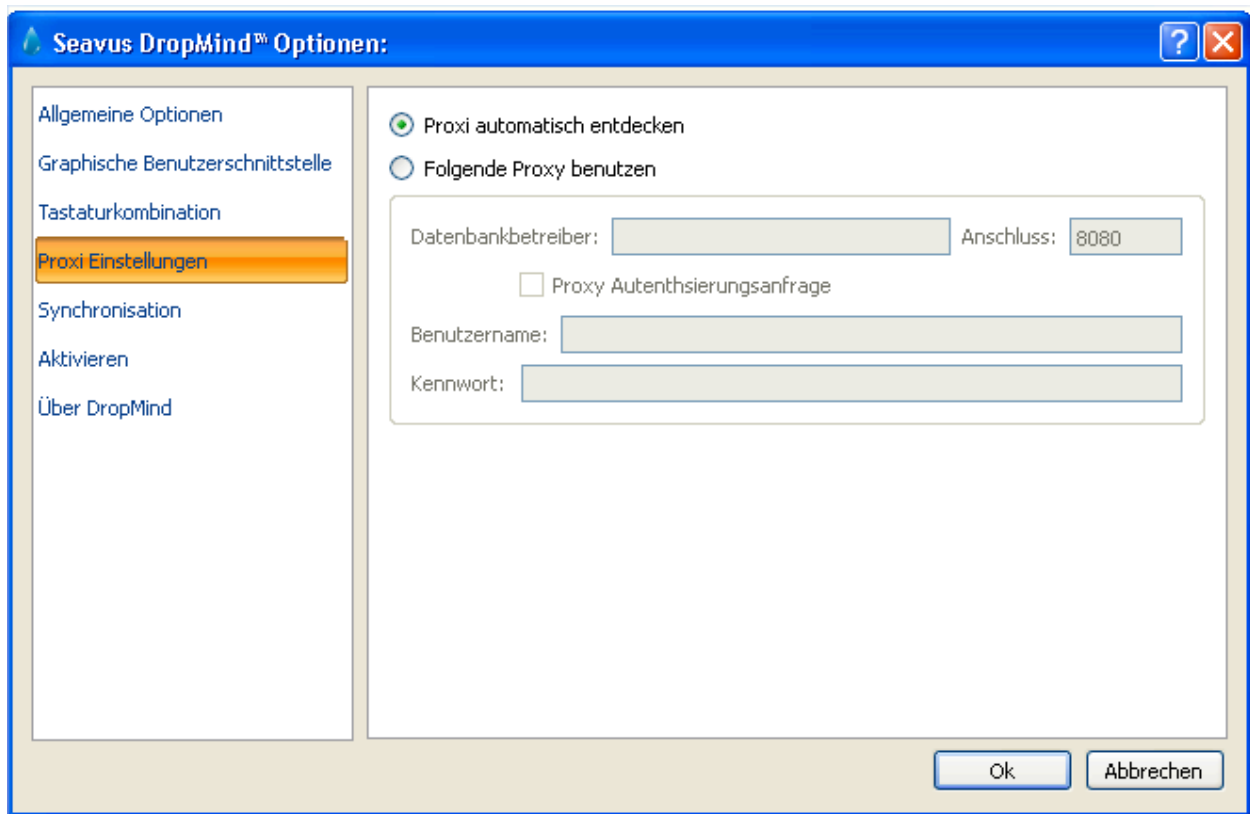 Seavus DropMind™ Optionen:
Allgemeine Optionen
Graphische Benutzerschnittstelle
Tastaturkombination
Proxi Einstellungen
Synchronisation
Aktivieren
Über DropMind
Proxi automatisch entdecken
Folgende Proxy benutzen
Datenbankbetreiber: Anschluss: 8080
Proxy Autenthsierungsanfrage
Benutzername:
Kennwort:
Ok Abbrechen